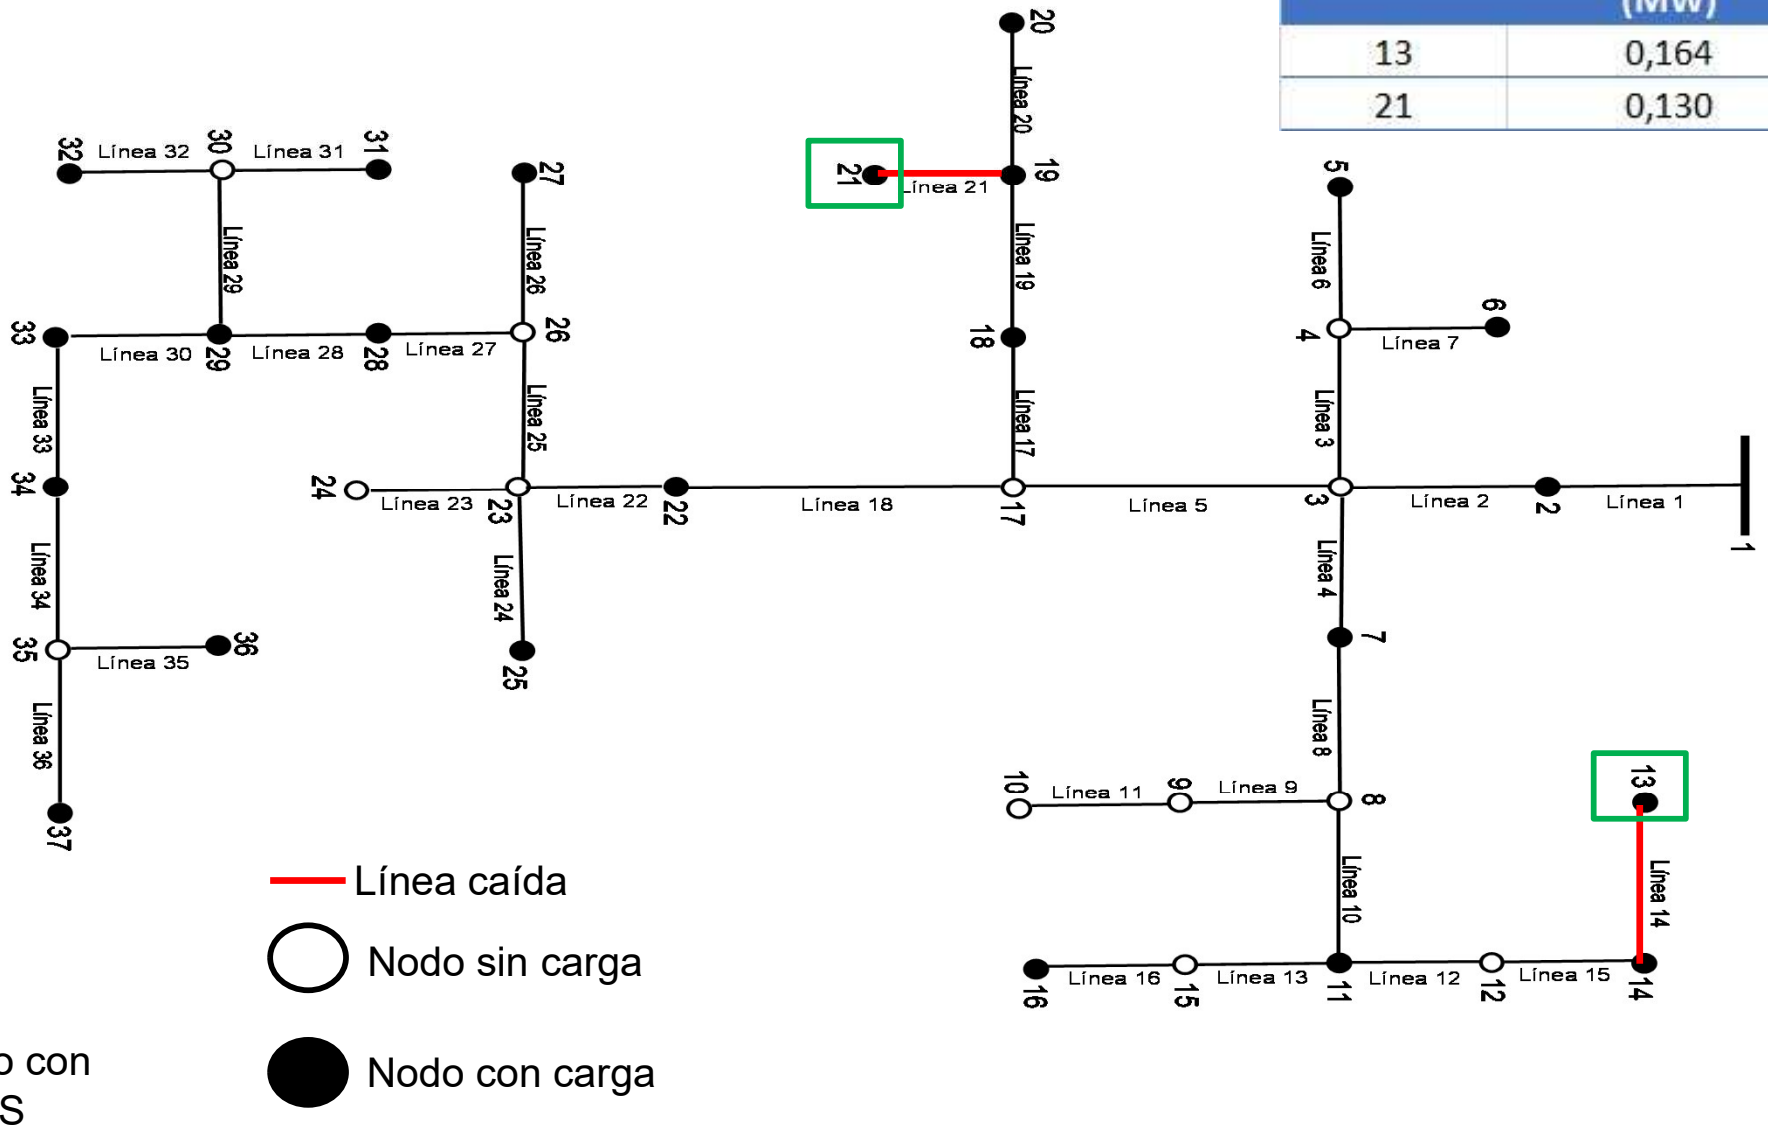 (MW)
13 0,164
21 0,130
20
Línea 20
32
Línea 32
30
Línea 31
31
27
21
Línea 21
19
5
Línea 29
Línea 26
Línea 19
Línea 6
6
33
Línea 30
29
Línea 28
28
Línea 27
26
18
4
Línea 7
Línea 33
Línea 25
Línea 17
Línea 3
34
24
Línea 23
23
Línea 22
22
Línea 18
17
Línea 5
3
Línea 2
2
Línea 1
1
Línea 34
Línea 24
Línea 4
35
Línea 35
36
25
7
Línea 36
Línea 8
37
10
Línea 11
9
Línea 9
8
13
Línea 10
Línea 14
16
Línea 16
15
Línea 13
11
Línea 12
12
Línea 15
14
Línea caída
Nodo sin carga
Nodo con carga
o con
S